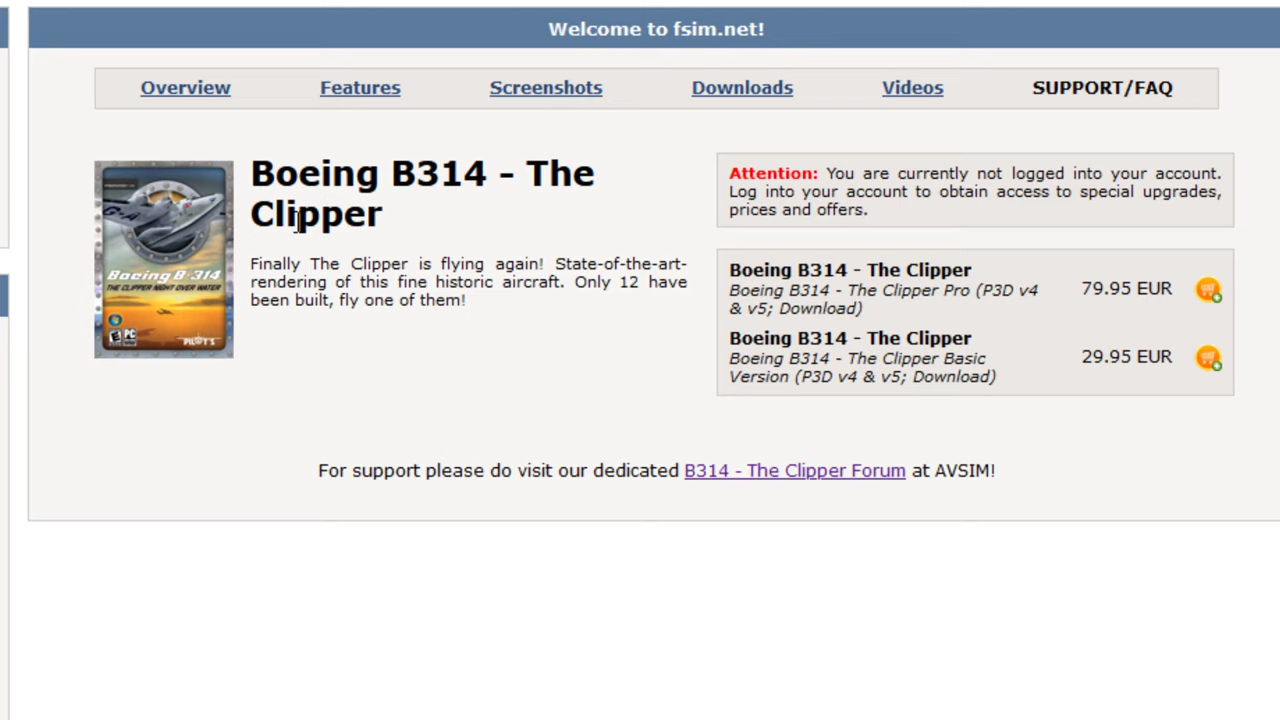 Welcome to fsim.net!
Overview Features Screenshots Downloads Videos SUPPORT/FAQ
Boeing B314 - The
Clipper
Finally The Clipper is flying again! State-of-the-art-
rendering of this fine historic aircraft. Only 12 have
been built, fly one of them!
G-A
Boeing B-314
THE CLIPPER NIGHT OVER WATER
E PC
PILOT'S
Attention: You are currently not logged into your account.
Log into your account to obtain access to special upgrades,
prices and offers.
Boeing B314 - The Clipper
Boeing B314 - The Clipper Pro (P3D v4
& v5; Download)
79.95 EUR
Boeing B314 - The Clipper
Boeing B314 - The Clipper Basic
Version (P3D v4 & v5; Download)
29.95 EUR
For support please do visit our dedicated B314 - The Clipper Forum at AVSIM!